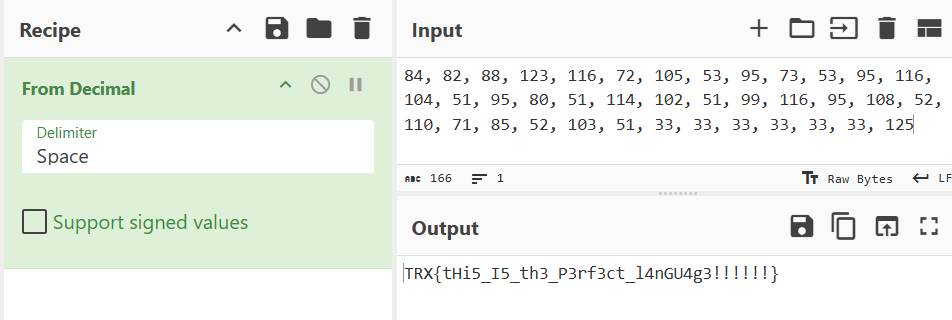 Recipe
From Decimal
Delimiter
Space
Support signed values
Input
84, 82, 88, 123, 116, 72, 105, 53, 95, 73, 53, 95, 116,
104, 51, 95, 80, 51, 114, 102, 51, 99, 116, 95, 108, 52,
110, 71, 85, 52, 103, 51, 33, 33, 33, 33, 33, 33, 125
ABC 166 1 Tt Raw Bytes LF
Output
TRX{tHi5_I5_th3_P3rf3ct_l4nGU4g3!!!!!!}